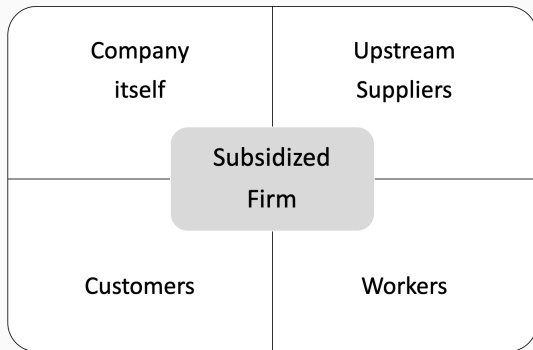 Company
itself
Upstream
Suppliers
Subsidized
Firm
Customers
Workers